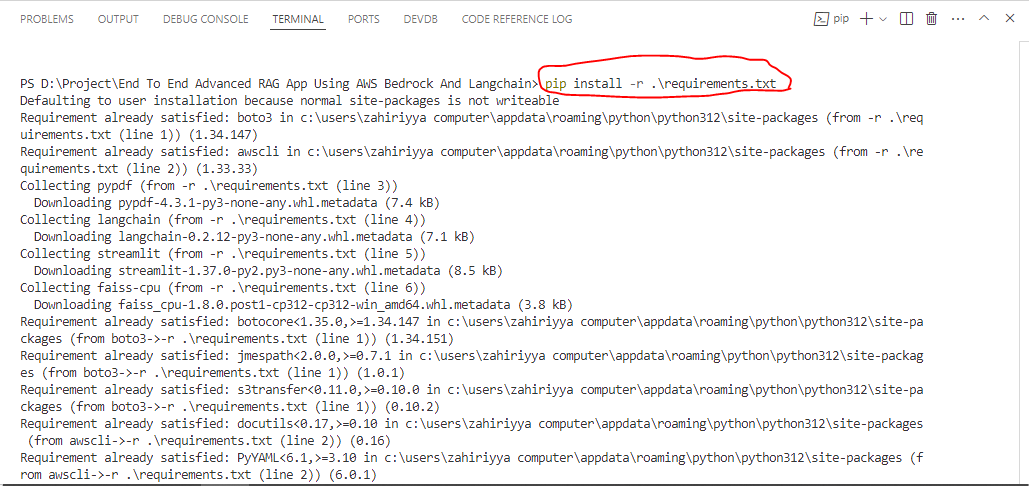 PROBLEMS OUTPUT DEBUG CONSOLE TERMINAL PORTS DEVDB CODE REFERENCE LOG pip
PS D:\Project\End To End Advanced RAG App Using AWS Bedrock And Langchain> pip install -r .\requirements.txt
Defaulting to user installation because normal site-packages is not writeable
Requirement already satisfied: boto3 in c:\users\zahiriyya computer\appdata\roaming\python\python312\site-packages (from -r .\req
uirements.txt (line 1)) (1.34.147)
Requirement already satisfied: awscli in c:\users\zahiriyya computer\appdata\roaming\python\python312\site-packages (from -r .\re
quirements.txt (line 2)) (1.33.33)
Collecting pypdf (from -r .\requirements.txt (line 3))
  Downloading pypdf-4.3.1-py3-none-any.whl.metadata (7.4 kB)
Collecting langchain (from -r .\requirements.txt (line 4))
  Downloading langchain-0.2.12-py3-none-any.whl.metadata (7.1 kB)
Collecting streamlit (from -r .\requirements.txt (line 5))
  Downloading streamlit-1.37.0-py2.py3-none-any.whl.metadata (8.5 kB)
Collecting faiss-cpu (from -r .\requirements.txt (line 6))
  Downloading faiss_cpu-1.8.0.post1-cp312-cp312-win_amd64.whl.metadata (3.8 kB)
Requirement already satisfied: botocore<1.35.0,>=1.34.147 in c:\users\zahiriyya computer\appdata\roaming\python\python312\site-pa
ckages (from boto3->-r .\requirements.txt (line 1)) (1.34.151)
Requirement already satisfied: jmespath<2.0.0,>=0.7.1 in c:\users\zahiriyya computer\appdata\roaming\python\python312\site-packag
es (from boto3->-r .\requirements.txt (line 1)) (1.0.1)
Requirement already satisfied: s3transfer<0.11.0,>=0.10.0 in c:\users\zahiriyya computer\appdata\roaming\python\python312\site-pa
ckages (from boto3->-r .\requirements.txt (line 1)) (0.10.2)
Requirement already satisfied: docutils<0.17,>=0.10 in c:\users\zahiriyya computer\appdata\roaming\python\python312\site-packages
 (from awscli->-r .\requirements.txt (line 2)) (0.16)
Requirement already satisfied: PyYAML<6.1,>=3.10 in c:\users\zahiriyya computer\appdata\roaming\python\python312\site-packages (f
rom awscli->-r .\requirements.txt (line 2)) (6.0.1)